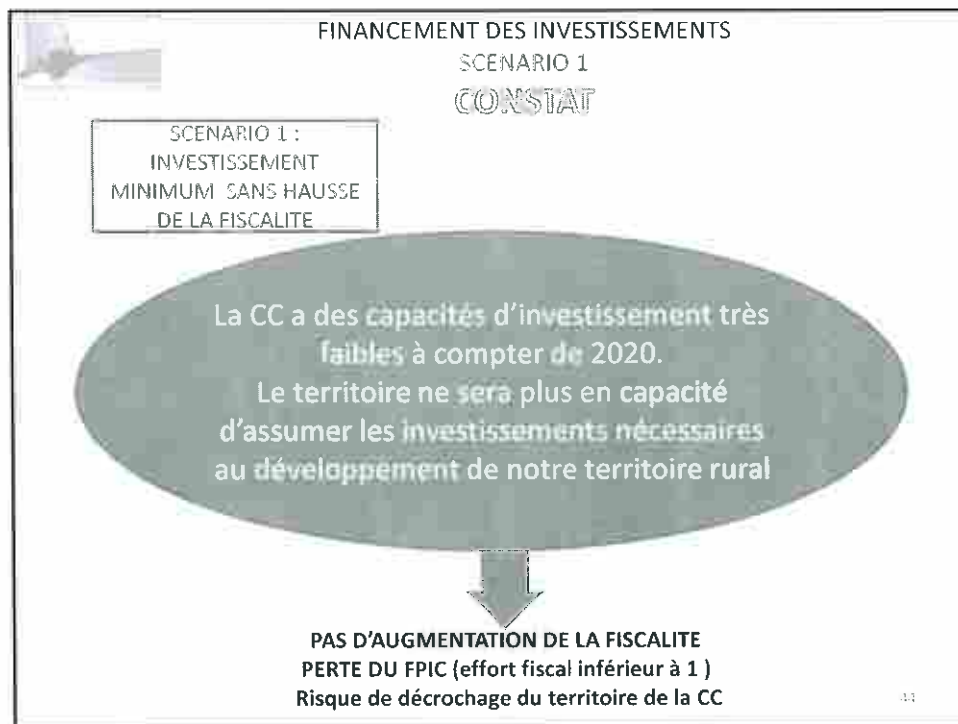 FINANCEMENT DES INVESTISSEMENTS
SCENARIO 1
CONSTAT
SCENARIO 1 :
INVESTISSEMENT
MINIMUM SANS HAUSSE
DE LA FISCALITE
La CC a des capacités d'investissement très
faibles à compter de 2020.
Le territoire ne sera plus en capacité
d'assumer les investissements nécessaires
au développement de notre territoire rural
PAS D'AUGMENTATION DE LA FISCALITE
PERTE DU FPIC (effort fiscal inférieur à 1 )
Risque de décrochage du territoire de la CC